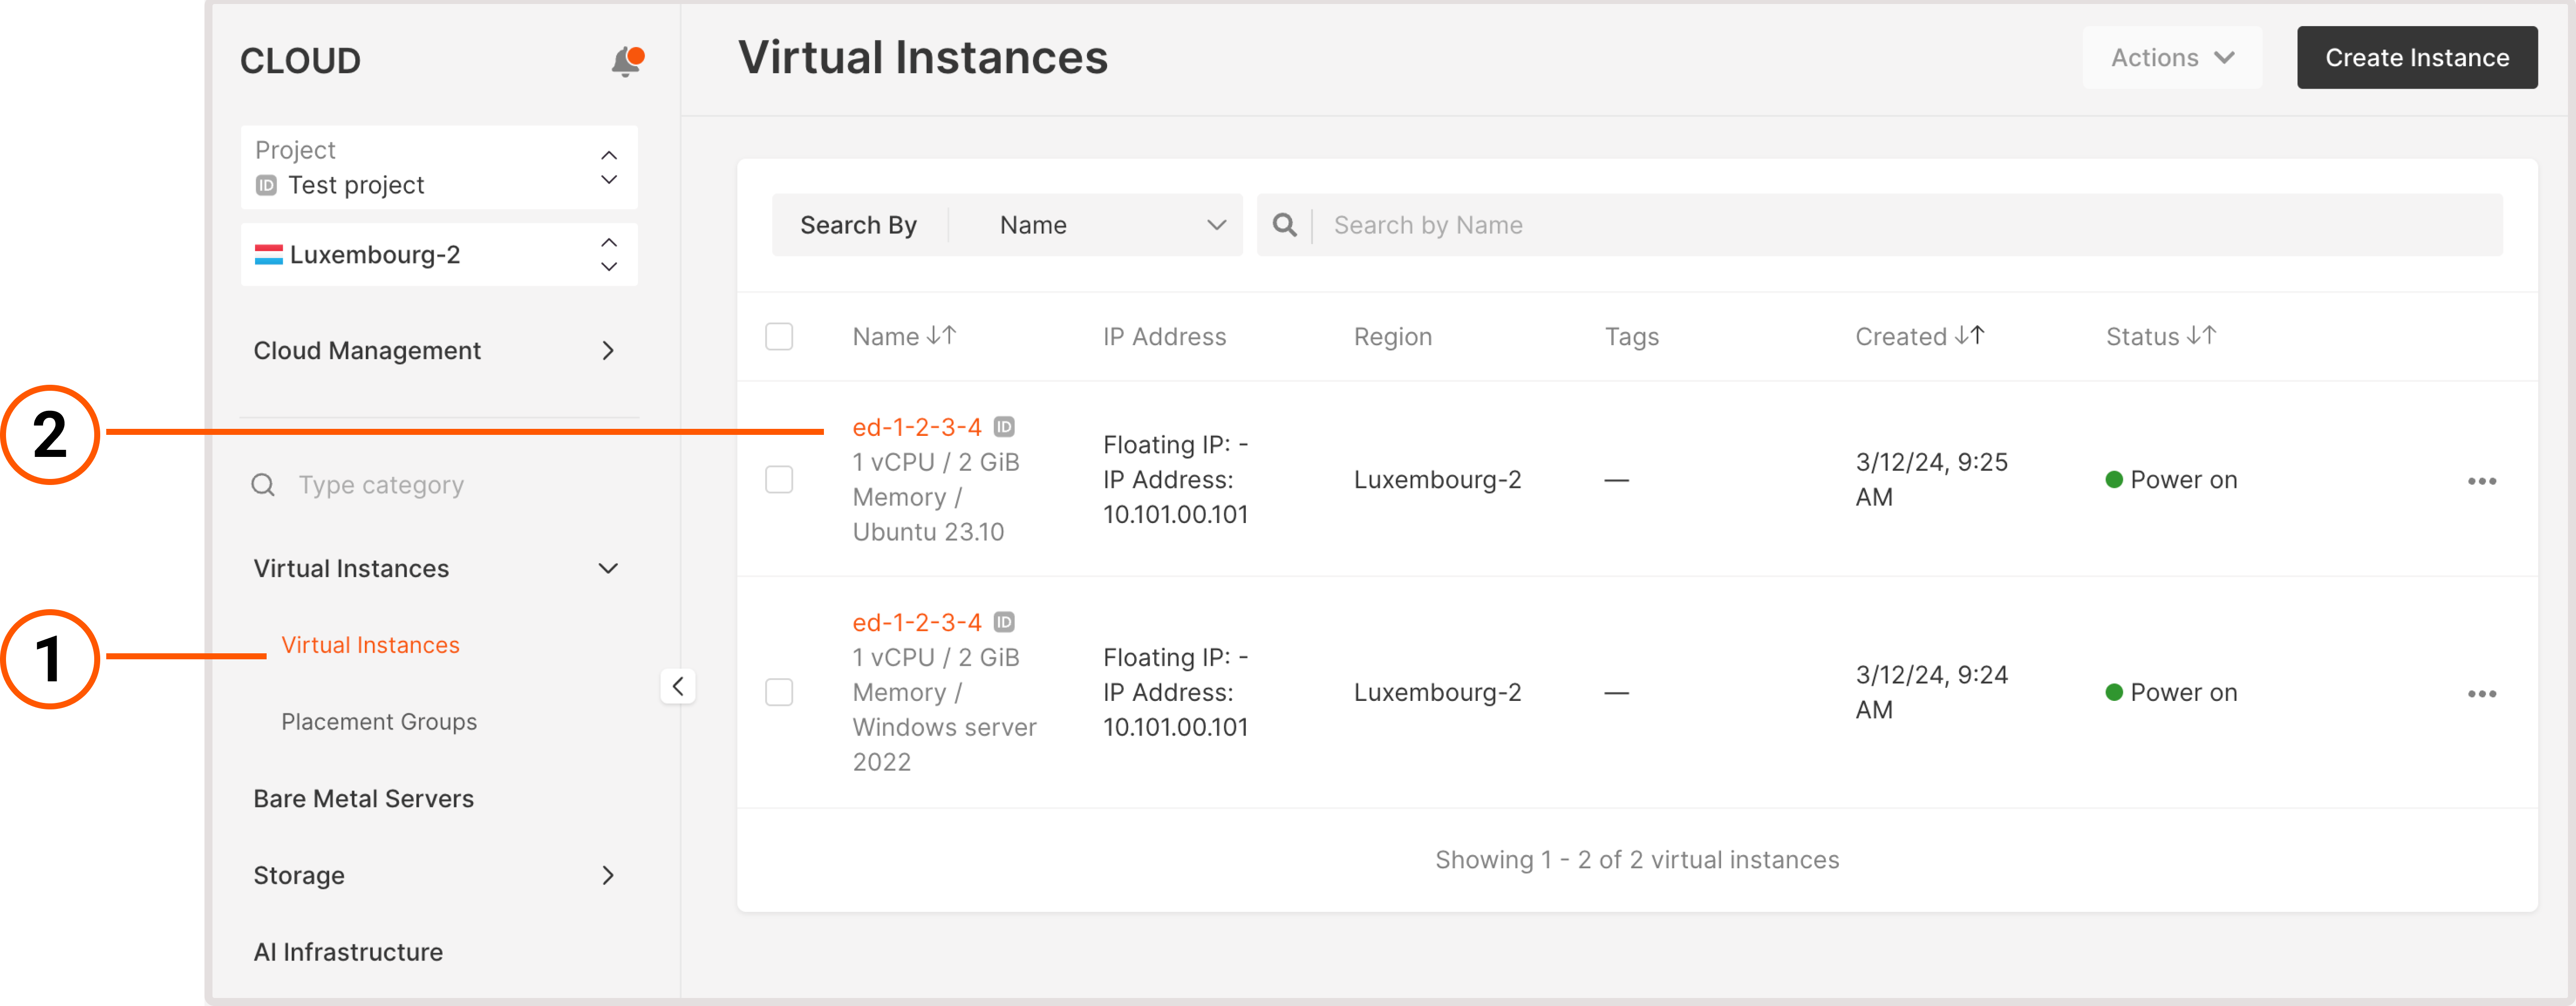 CLOUD
Project
ID Test project
Luxembourg-2
Cloud Management
2
Type category
Virtual Instances
1
Virtual Instances
Placement Groups
Bare Metal Servers
Storage
AI Infrastructure
Virtual Instances
Actions
Create Instance
Search By
Name
Search by Name
Name
IP Address
Region
Tags
Created
Status
ed-1-2-3-4 ID
1 vCPU / 2 GiB
Memory /
Ubuntu 23.10
Floating IP: -
IP Address:
10.101.00.101
Luxembourg-2
—
3/12/24, 9:25
AM
Power on
ed-1-2-3-4 ID
1 vCPU / 2 GiB
Memory /
Windows server
2022
Floating IP: -
IP Address:
10.101.00.101
Luxembourg-2
—
3/12/24, 9:24
AM
Power on
Showing 1 - 2 of 2 virtual instances